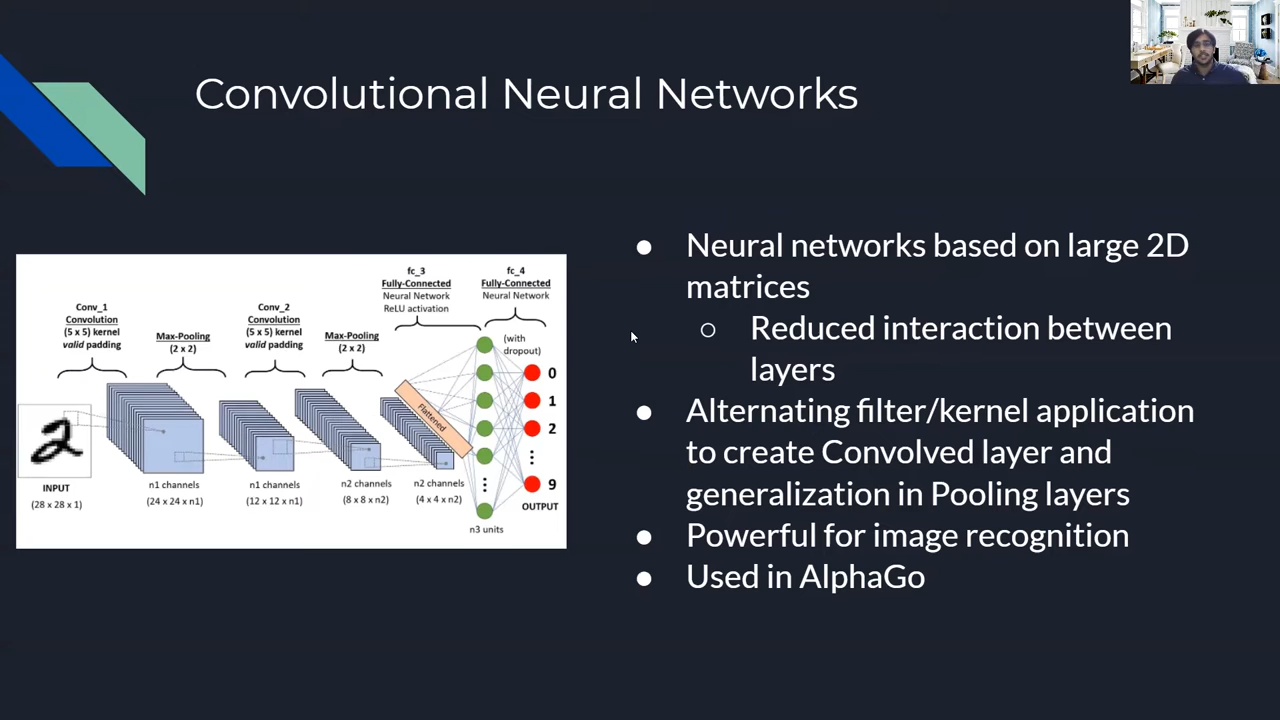 Convolutional Neural Networks
Conv_1
Convolution
(5 x 5) kernel
valid padding
Max-Pooling
(2 x 2)
Conv_2
Convolution
(5 x 5) kernel
valid padding
Max-Pooling
(2 x 2)
fc_3
Fully-Connected
Neural Network
ReLU activation
fc_4
Fully-Connected
Neural Network
(with
dropout)
2
Flattened
0
1
2
9
OUTPUT
INPUT
(28 x 28 x 1)
n1 channels
(24 x 24 x n1)
n1 channels
(12 x 12 x n1)
n2 channels
(8 x 8 x n2)
n2 channels
(4 x 4 x n2)
n3 units
● Neural networks based on large 2D
matrices
○ Reduced interaction between
layers
● Alternating filter/kernel application
to create Convolved layer and
generalization in Pooling layers
● Powerful for image recognition
● Used in AlphaGo